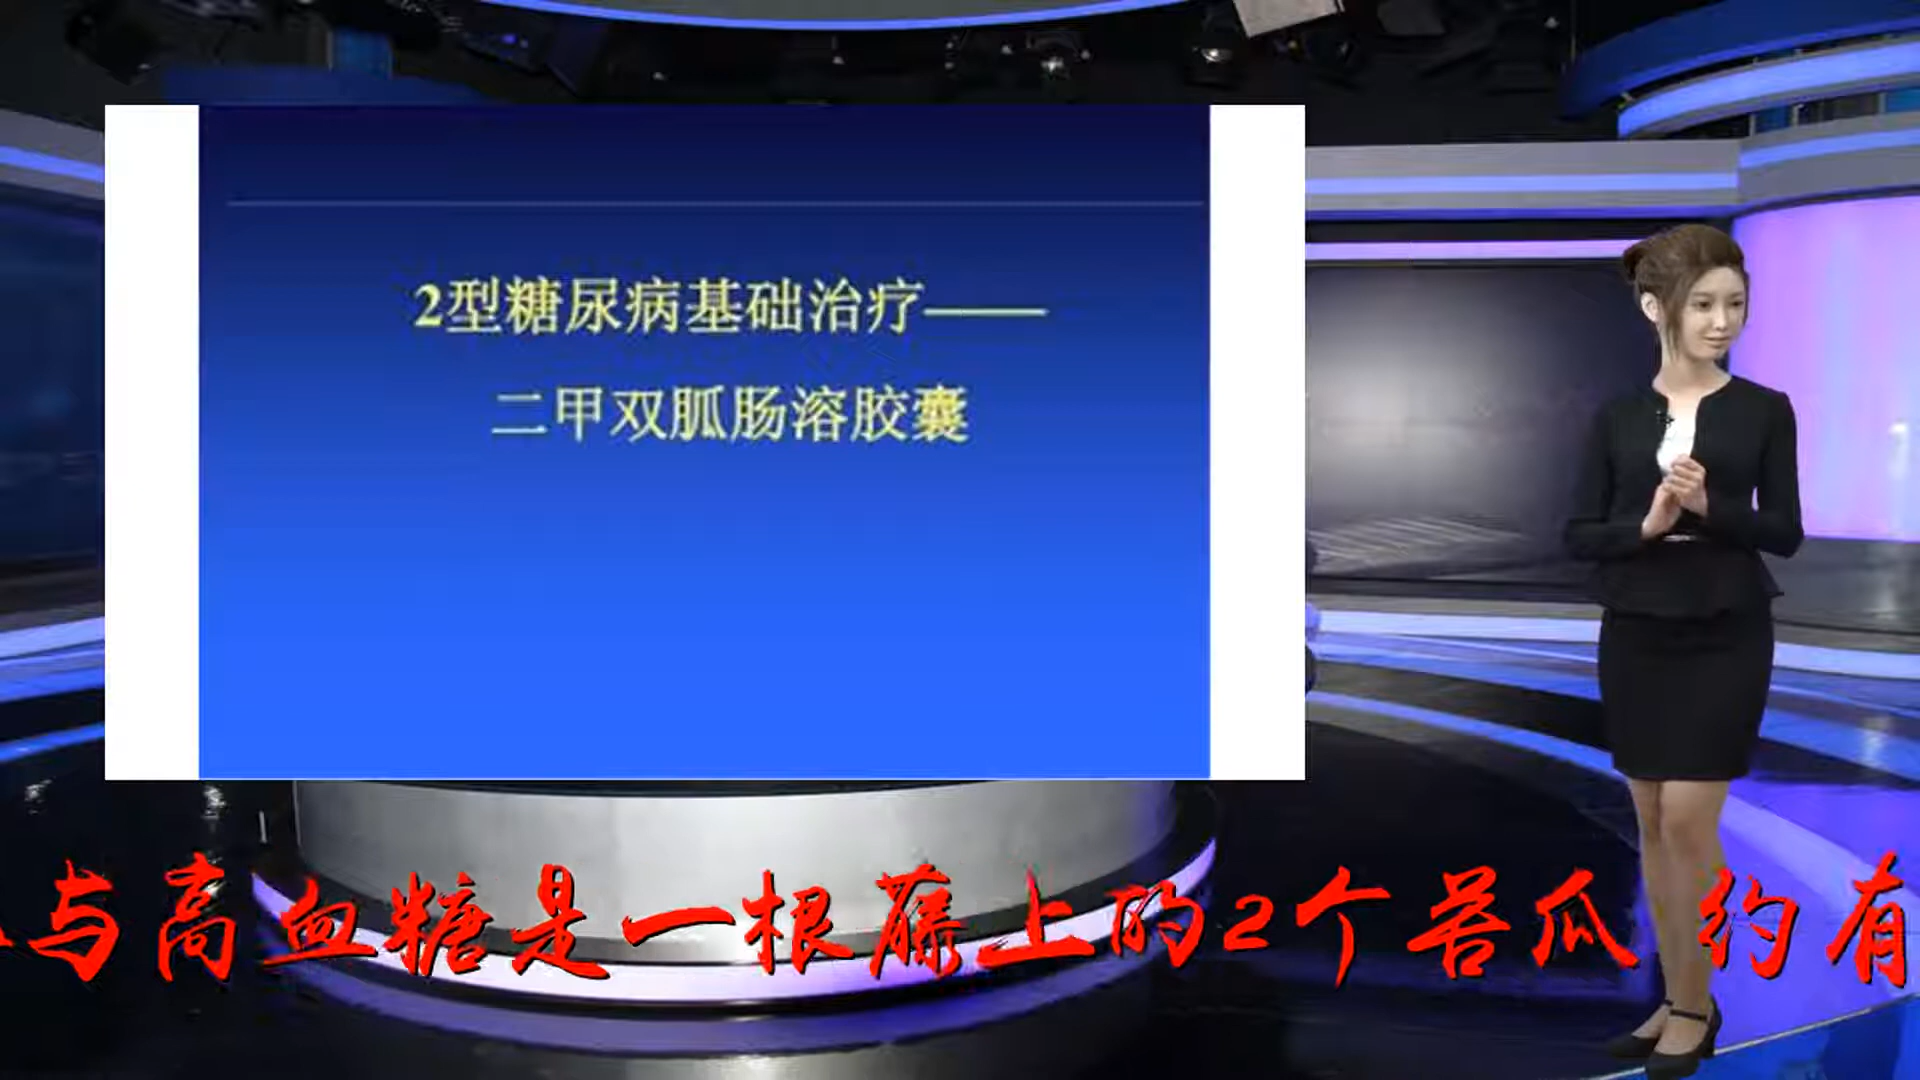 2型糖尿病基础治疗——
二甲双胍肠溶胶囊
与高血糖是一根藤上的2个苦瓜 约有